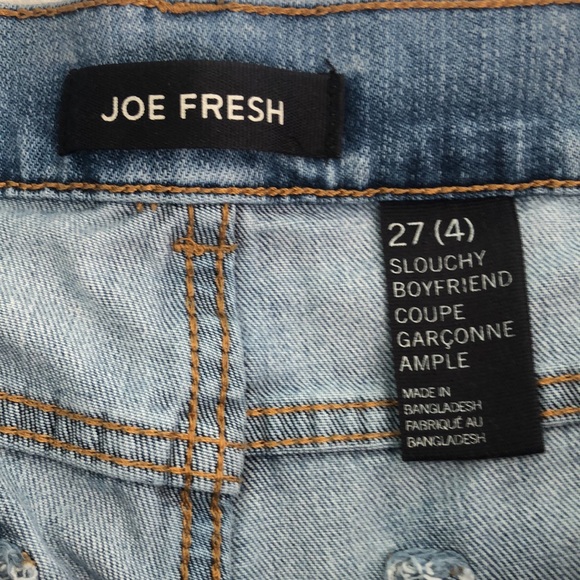 JOE FRESH
27 (4)
SLOUCHY
BOYFRIEND
COUPE
GARÇONNE
AMPLE
MADE IN
BANGLADESH
FABRIQUÉ AU
BANGLADESH